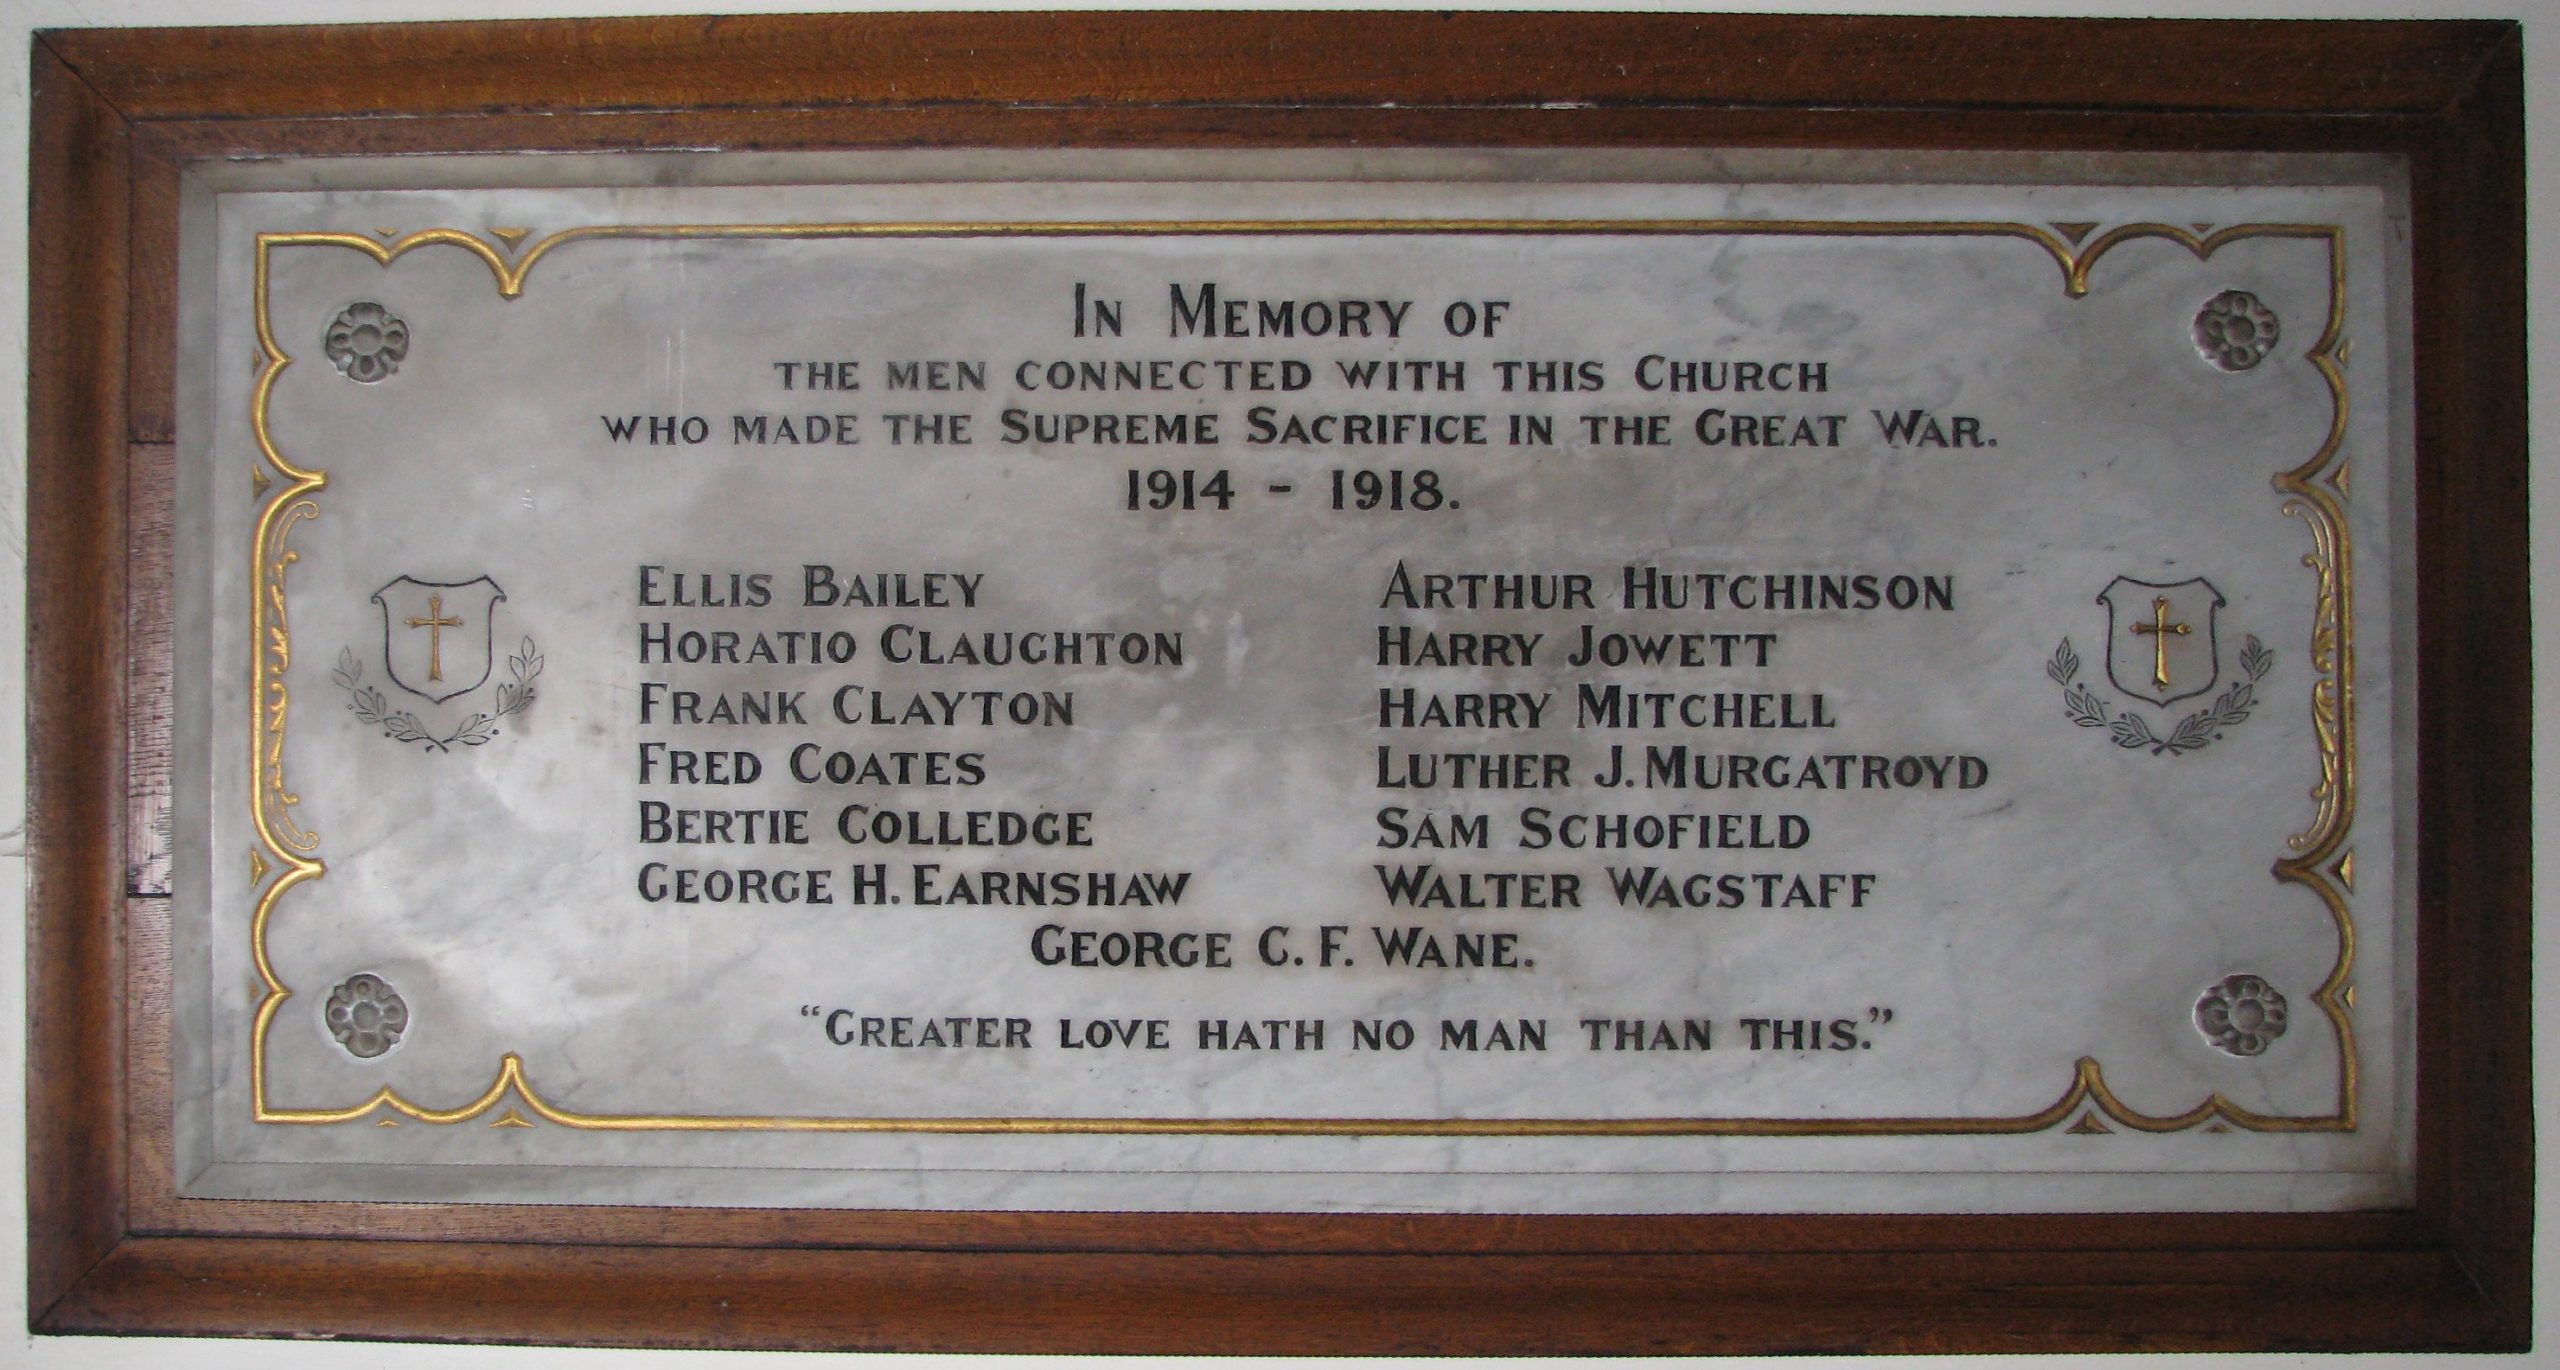 IN MEMORY OF
THE MEN CONNECTED WITH THIS CHURCH
WHO MADE THE SUPREME SACRIFICE IN THE GREAT WAR.
1914 - 1918.
ELLIS BAILEY
HORATIO CLAUGHTON
FRANK CLAYTON
FRED COATES
BERTIE COLLEDGE
GEORGE H. EARNSHAW
ARTHUR HUTCHINSON
HARRY JOWETT
HARRY MITCHELL
LUTHER J. MURGATROYD
SAM SCHOFIELD
WALTER WAGSTAFF
GEORGE C. F. WANE.
"GREATER LOVE HATH NO MAN THAN THIS."